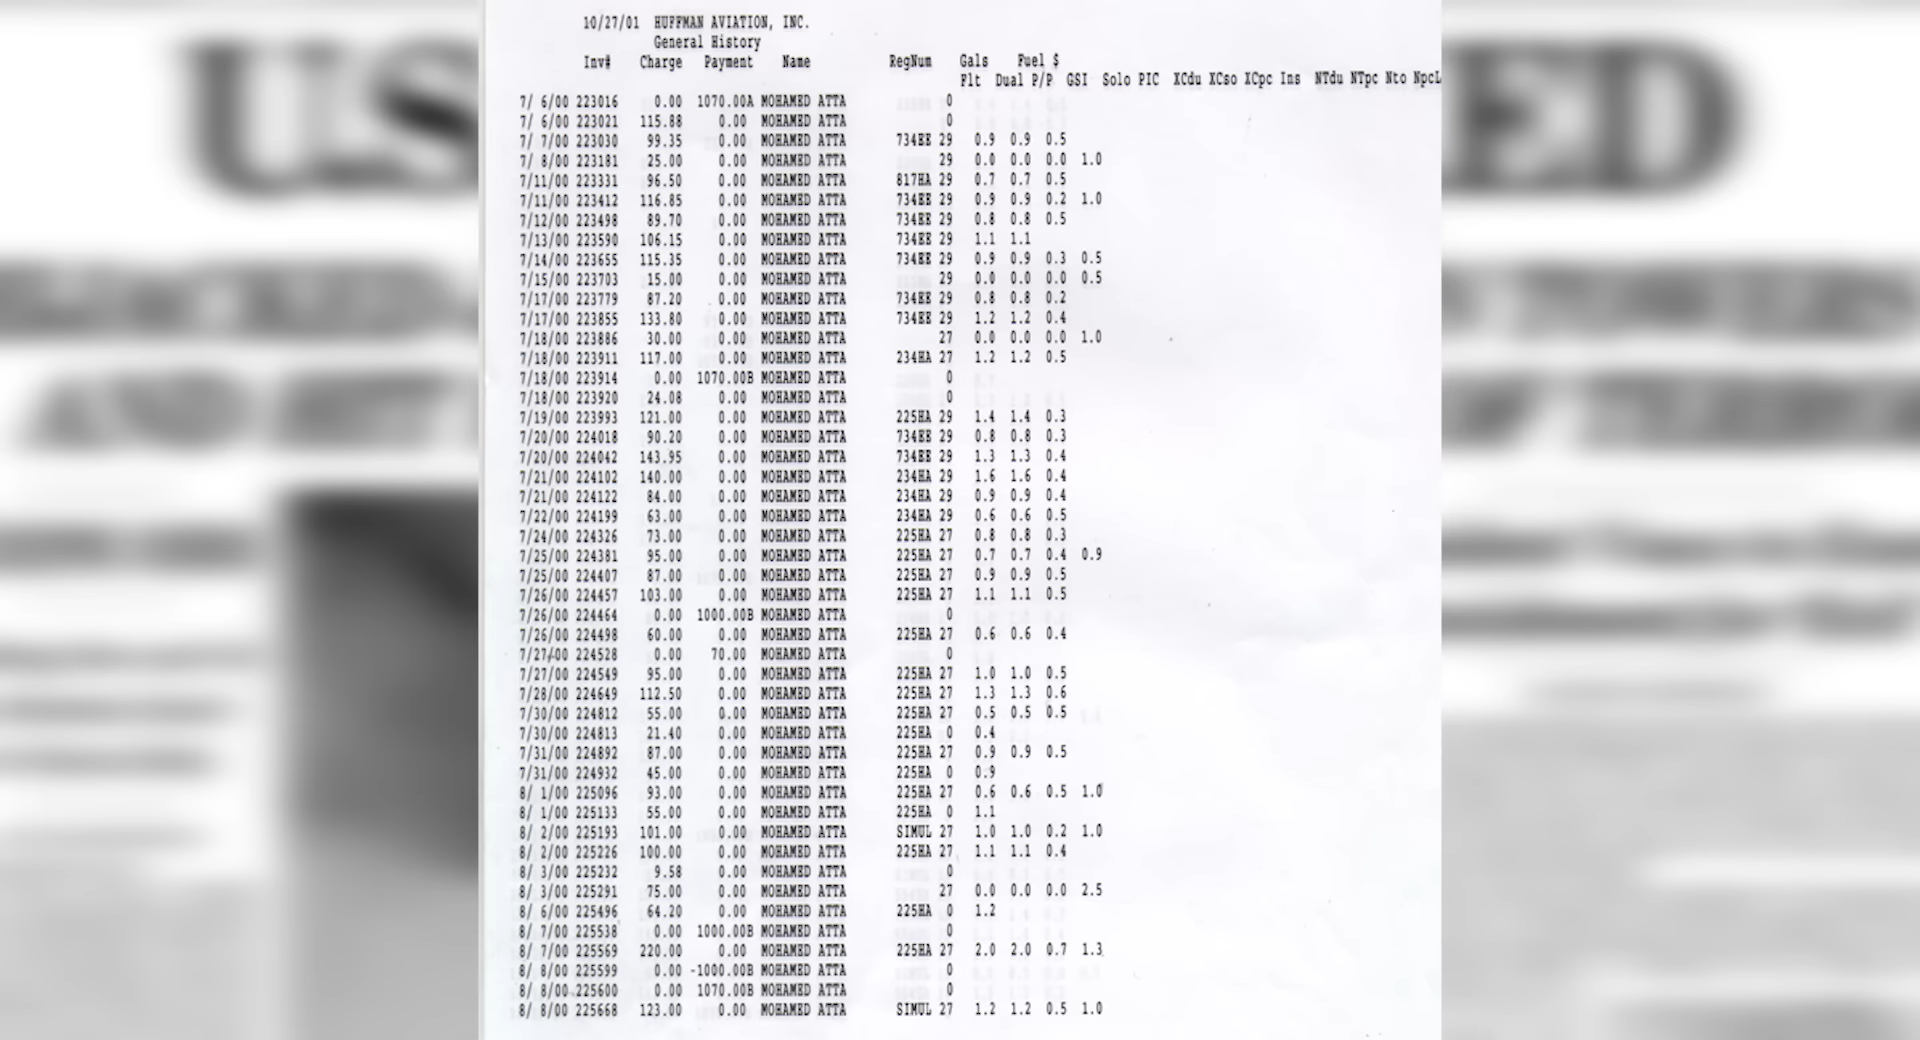 US
ED
10/27/01 HUFFMAN AVIATION, INC.
General History
Inv# Charge Payment Name RegNum Gals Fuel $
Flt Dual P/P GSI Solo PIC XCdu XCso XCpc Ins NTdu NTpc Nto NpcL
7/ 6/00 223016 0.00 1070.00A MOHAMED ATTA 0
7/ 6/00 223021 115.88 0.00 MOHAMED ATTA 0
7/ 7/00 223030 99.35 0.00 MOHAMED ATTA 734EE 29 0.9 0.9 0.5
7/ 8/00 223181 25.00 0.00 MOHAMED ATTA 29 0.0 0.0 0.0 1.0
7/11/00 223331 96.50 0.00 MOHAMED ATTA 817HA 29 0.7 0.7 0.5
7/11/00 223412 116.85 0.00 MOHAMED ATTA 734EE 29 0.9 0.9 0.2 1.0
7/12/00 223498 89.70 0.00 MOHAMED ATTA 734EE 29 0.8 0.8 0.5
7/13/00 223590 106.15 0.00 MOHAMED ATTA 734EE 29 1.1 1.1
7/14/00 223655 115.35 0.00 MOHAMED ATTA 734EE 29 0.9 0.9 0.3 0.5
7/15/00 223703 15.00 0.00 MOHAMED ATTA 29 0.0 0.0 0.0 0.5
7/17/00 223779 87.20 0.00 MOHAMED ATTA 734EE 29 0.8 0.8 0.2
7/17/00 223855 133.80 0.00 MOHAMED ATTA 734EE 29 1.2 1.2 0.4
7/18/00 223886 30.00 0.00 MOHAMED ATTA 27 0.0 0.0 0.0 1.0
7/18/00 223911 117.00 0.00 MOHAMED ATTA 234HA 27 1.2 1.2 0.5
7/18/00 223914 0.00 1070.00B MOHAMED ATTA 0
7/18/00 223920 24.08 0.00 MOHAMED ATTA 0
7/19/00 223993 121.00 0.00 MOHAMED ATTA 225HA 29 1.4 1.4 0.3
7/20/00 224018 90.20 0.00 MOHAMED ATTA 734EE 29 0.8 0.8 0.3
7/20/00 224042 143.95 0.00 MOHAMED ATTA 734EE 29 1.3 1.3 0.4
7/21/00 224102 140.00 0.00 MOHAMED ATTA 234HA 29 1.6 1.6 0.4
7/21/00 224122 84.00 0.00 MOHAMED ATTA 234HA 29 0.9 0.9 0.4
7/22/00 224199 63.00 0.00 MOHAMED ATTA 234HA 29 0.6 0.6 0.5
7/24/00 224326 73.00 0.00 MOHAMED ATTA 225HA 27 0.8 0.8 0.3
7/25/00 224381 95.00 0.00 MOHAMED ATTA 225HA 27 0.7 0.7 0.4 0.9
7/25/00 224407 87.00 0.00 MOHAMED ATTA 225HA 27 0.9 0.9 0.5
7/26/00 224457 103.00 0.00 MOHAMED ATTA 225HA 27 1.1 1.1 0.5
7/26/00 224464 0.00 1000.00B MOHAMED ATTA 0
7/26/00 224498 60.00 0.00 MOHAMED ATTA 225HA 27 0.6 0.6 0.4
7/27/00 224528 0.00 70.00 MOHAMED ATTA 0
7/27/00 224549 95.00 0.00 MOHAMED ATTA 225HA 27 1.0 1.0 0.5
7/28/00 224649 112.50 0.00 MOHAMED ATTA 225HA 27 1.3 1.3 0.6
7/30/00 224812 55.00 0.00 MOHAMED ATTA 225HA 27 0.5 0.5 0.5
7/30/00 224813 21.40 0.00 MOHAMED ATTA 225HA 0 0.4
7/31/00 224892 87.00 0.00 MOHAMED ATTA 225HA 27 0.9 0.9 0.5
7/31/00 224932 45.00 0.00 MOHAMED ATTA 225HA 0 0.9
8/ 1/00 225096 93.00 0.00 MOHAMED ATTA 225HA 27 0.6 0.6 0.5 1.0
8/ 1/00 225133 55.00 0.00 MOHAMED ATTA 225HA 0 1.1
8/ 2/00 225193 101.00 0.00 MOHAMED ATTA SIMUL 27 1.0 1.0 0.2 1.0
8/ 2/00 225226 100.00 0.00 MOHAMED ATTA 225HA 27 1.1 1.1 0.4
8/ 3/00 225232 9.58 0.00 MOHAMED ATTA 0
8/ 3/00 225291 75.00 0.00 MOHAMED ATTA 27 0.0 0.0 0.0 2.5
8/ 6/00 225496 64.20 0.00 MOHAMED ATTA 225HA 0 1.2
8/ 7/00 225538 0.00 1000.00B MOHAMED ATTA 0
8/ 7/00 225569 220.00 0.00 MOHAMED ATTA 225HA 27 2.0 2.0 0.7 1.3
8/ 8/00 225599 0.00 -1000.00B MOHAMED ATTA 0
8/ 8/00 225600 0.00 1070.00B MOHAMED ATTA 0
8/ 8/00 225668 123.00 0.00 MOHAMED ATTA SIMUL 27 1.2 1.2 0.5 1.0